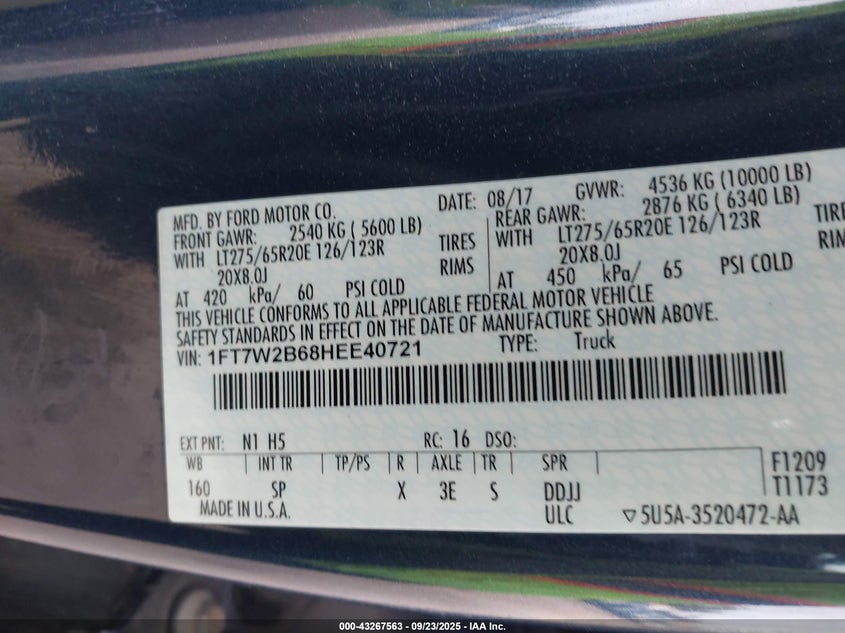 MFD. BY FORD MOTOR CO. DATE: 08/17 GVWR: 4536 KG (10000 LB)
FRONT GAWR: 2540 KG ( 5600 LB) REAR GAWR: 2876 KG ( 6340 LB)
WITH LT275/65R20E 126/123R TIRES WITH LT275/65R20E 126/123R TIRE
20X8.0J RIMS 20X8.0J RIM
AT 420 kPa/ 60 PSI COLD AT 450 kPa/ 65 PSI COLD
THIS VEHICLE CONFORMS TO ALL APPLICABLE FEDERAL MOTOR VEHICLE
SAFETY STANDARDS IN EFFECT ON THE DATE OF MANUFACTURE SHOWN ABOVE.
VIN: 1FT7W2B68HEE40721 TYPE: Truck
EXT PNT: N1 H5 RC: 16 DSO:
WB INT TR TP/PS R AXLE TR SPR F1209
160 SP X 3E S DDJJ T1173
MADE IN U.S.A. ULC ▽5U5A-3520472-AA
000-43267563 - 09/23/2025 - IAA Inc.